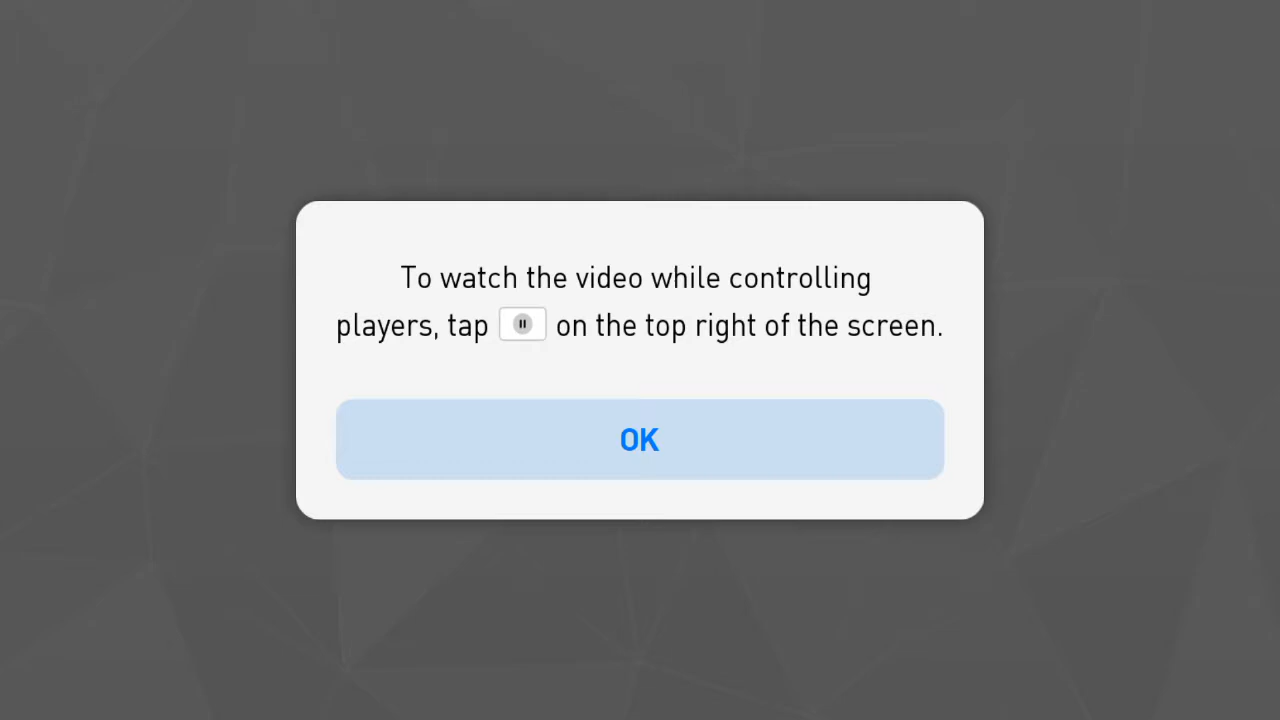 To watch the video while controlling
players, tap on the top right of the screen.
OK